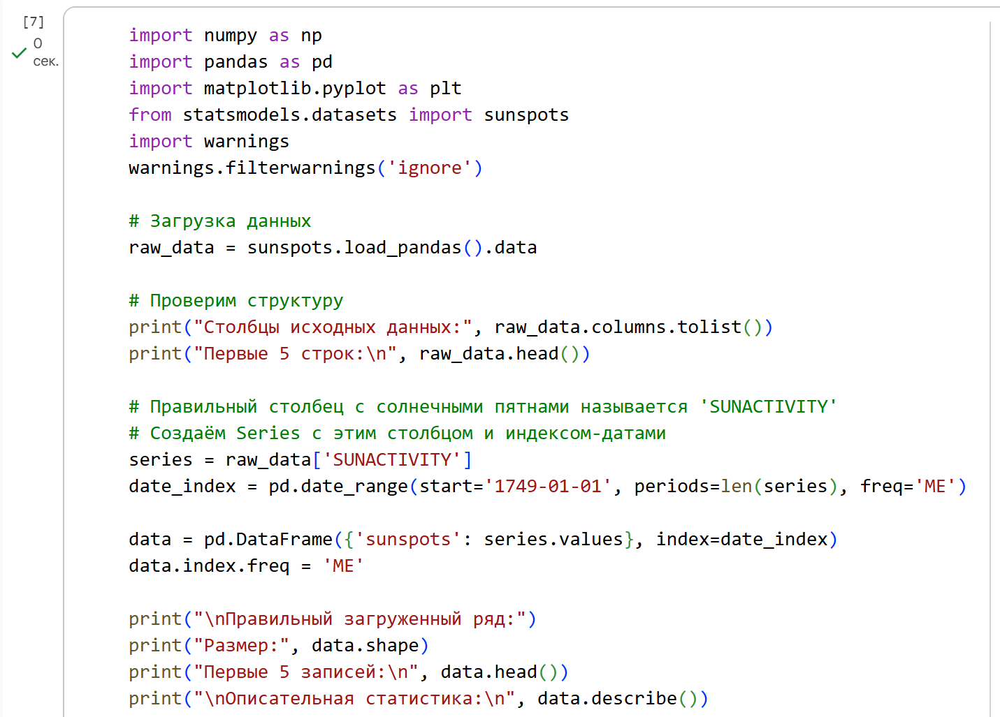 [7]
0
сек.
import numpy as np
import pandas as pd
import matplotlib.pyplot as plt
from statsmodels.datasets import sunspots
import warnings
warnings.filterwarnings('ignore')
# Загрузка данных
raw_data = sunspots.load_pandas().data
# Проверим структуру
print("Столбцы исходных данных:", raw_data.columns.tolist())
print("Первые 5 строк:\n", raw_data.head())
# Правильный столбец с солнечными пятнами называется 'SUNACTIVITY'
# Создаём Series с этим столбцом и индексом-датами
series = raw_data['SUNACTIVITY']
date_index = pd.date_range(start='1749-01-01', periods=len(series), freq='ME')
data = pd.DataFrame({'sunspots': series.values}, index=date_index)
data.index.freq = 'ME'
print("\nПравильный загруженный ряд:")
print("Размер:", data.shape)
print("Первые 5 записей:\n", data.head())
print("\nОписательная статистика:\n", data.describe())